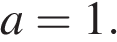 a = 1.